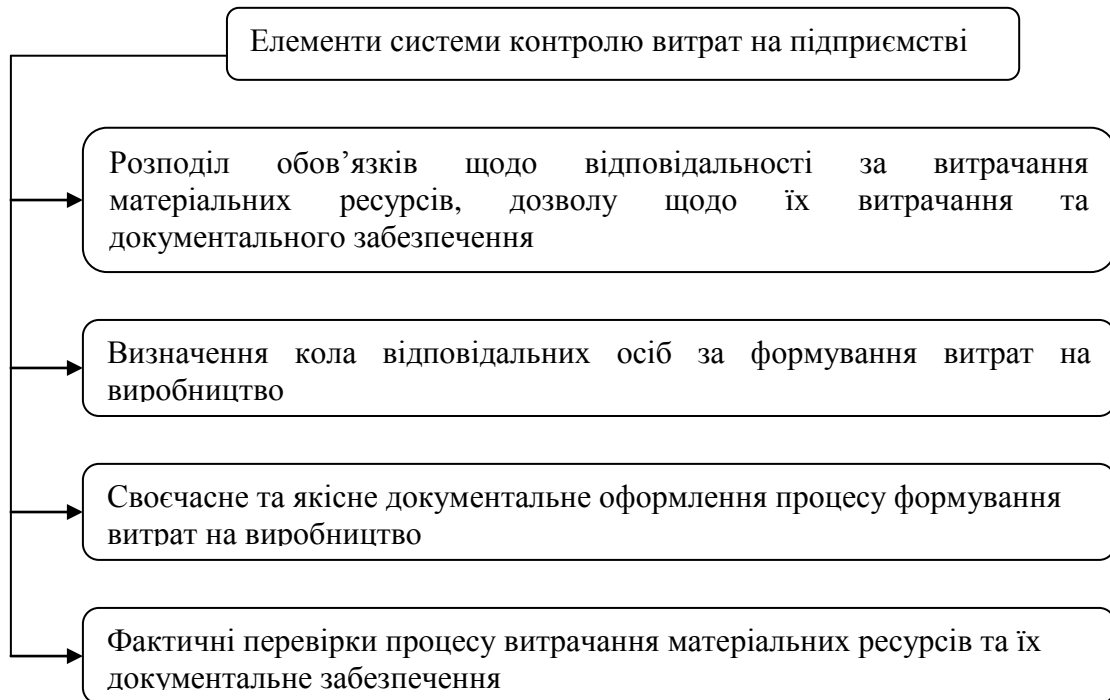 Елементи системи контролю витрат на підприємстві
Розподіл обов’язків щодо відповідальності за витрачання
матеріальних ресурсів, дозволу щодо їх витрачання та
документального забезпечення
Визначення кола відповідальних осіб за формування витрат на
виробництво
Своєчасне та якісне документальне оформлення процесу формування
витрат на виробництво
Фактичні перевірки процесу витрачання матеріальних ресурсів та їх
документальне забезпечення